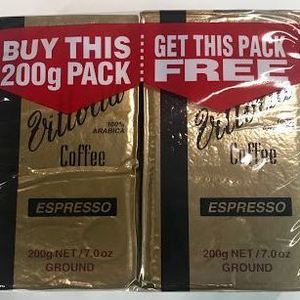 BUY THIS
200g PACK
GET THIS PACK
FREE
Vittoria
100%
ARABICA
Coffee
ESPRESSO
200g NET / 7.0 oz
GROUND
Vittoria
Coffee
ESPRESSO
200g NET / 7.0 oz
GROUND